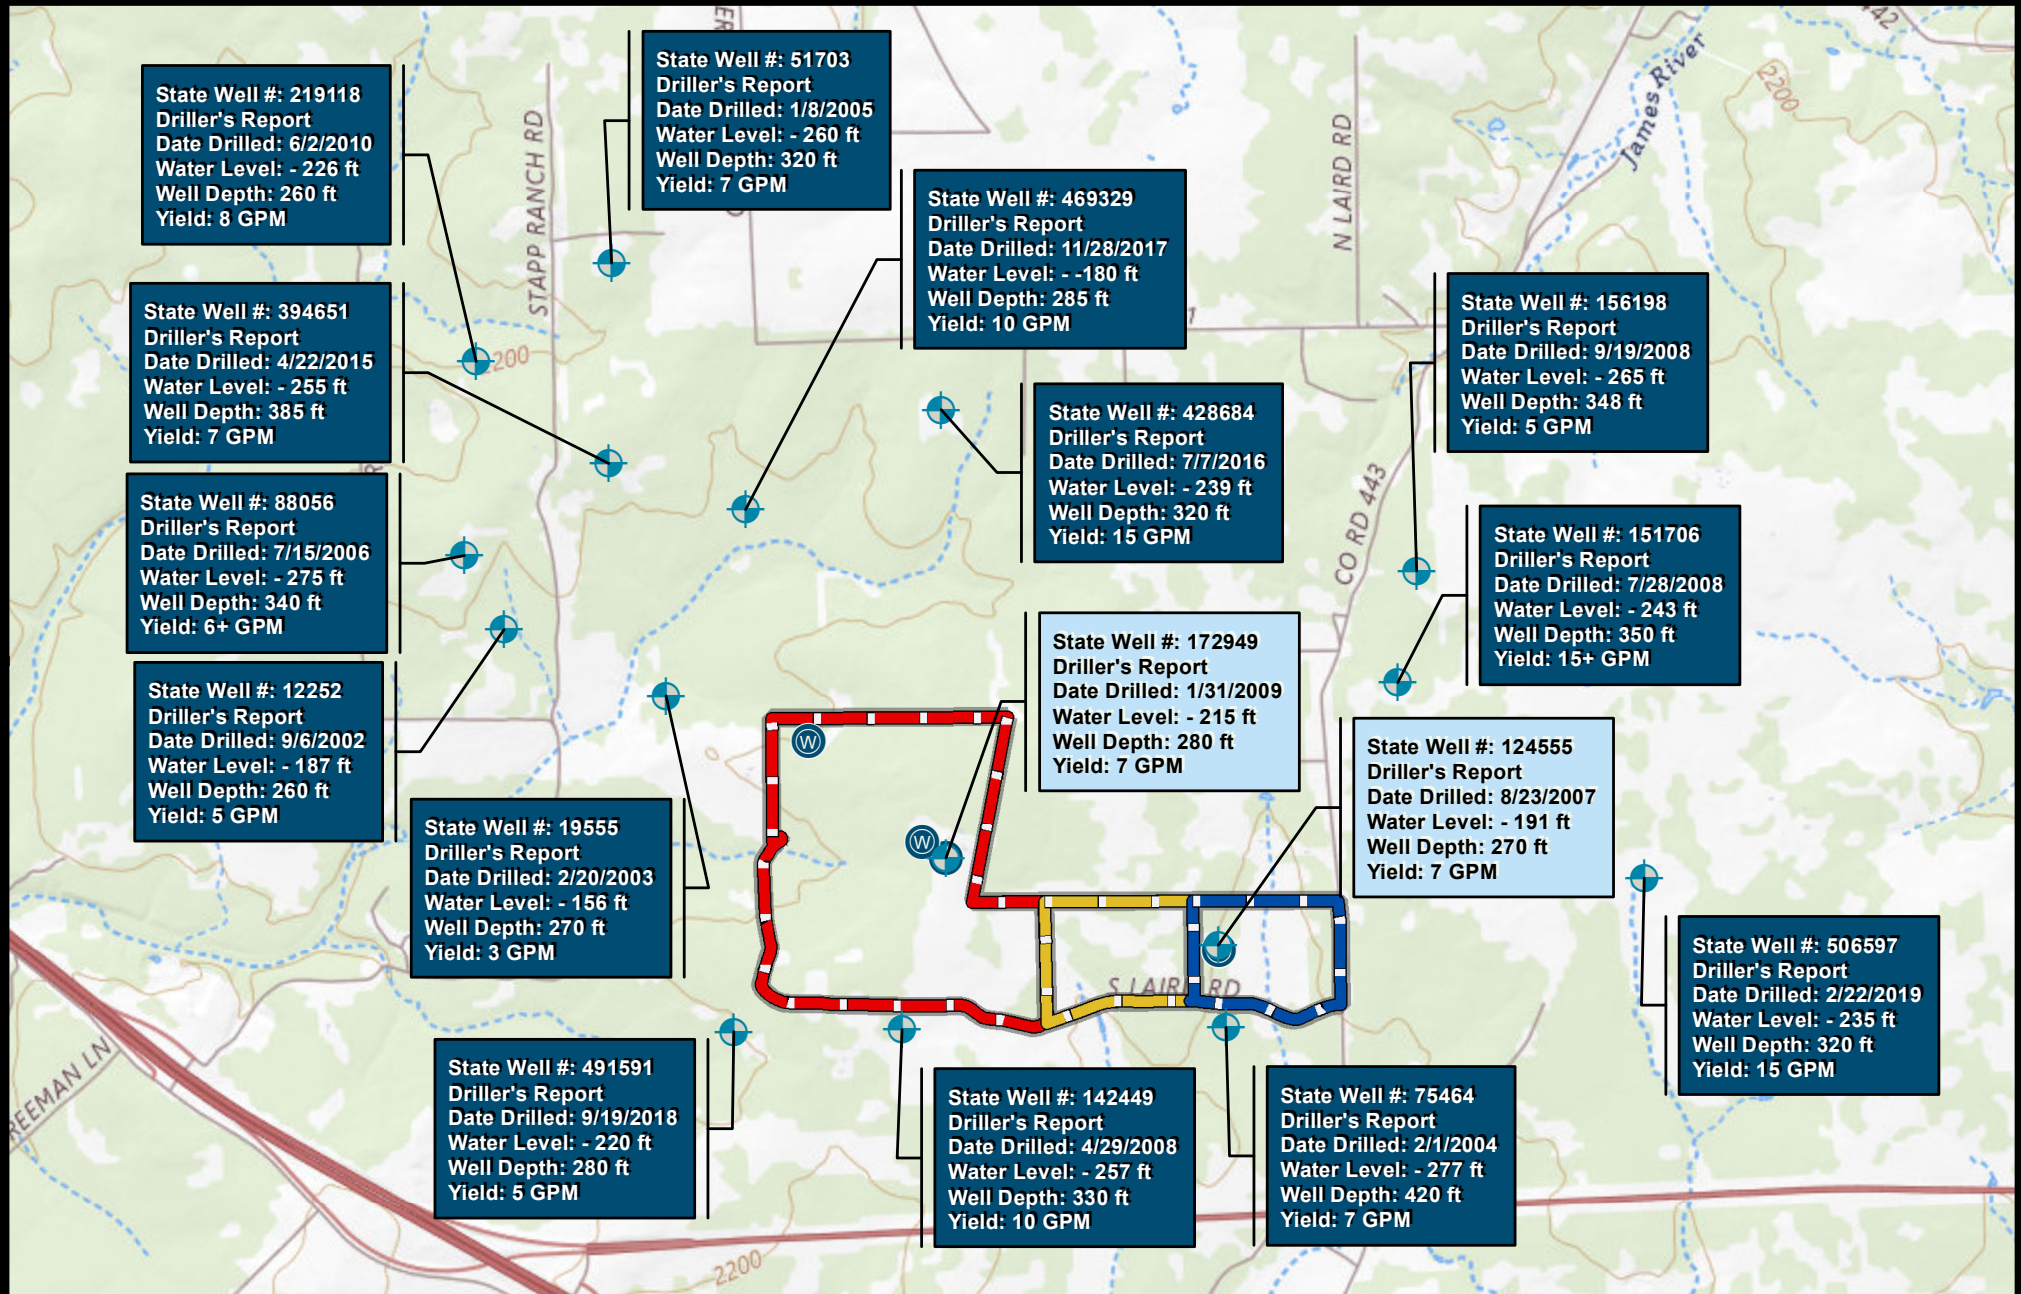 State Well #: 219118
Driller's Report
Date Drilled: 6/2/2010
Water Level: - 226 ft
Well Depth: 260 ft
Yield: 8 GPM
State Well #: 51703
Driller's Report
Date Drilled: 1/8/2005
Water Level: - 260 ft
Well Depth: 320 ft
Yield: 7 GPM
State Well #: 469329
Driller's Report
Date Drilled: 11/28/2017
Water Level: - -180 ft
Well Depth: 285 ft
Yield: 10 GPM
State Well #: 394651
Driller's Report
Date Drilled: 4/22/2015
Water Level: - 255 ft
Well Depth: 385 ft
Yield: 7 GPM
State Well #: 156198
Driller's Report
Date Drilled: 9/19/2008
Water Level: - 265 ft
Well Depth: 348 ft
Yield: 5 GPM
State Well #: 428684
Driller's Report
Date Drilled: 7/7/2016
Water Level: - 239 ft
Well Depth: 320 ft
Yield: 15 GPM
State Well #: 88056
Driller's Report
Date Drilled: 7/15/2006
Water Level: - 275 ft
Well Depth: 340 ft
Yield: 6+ GPM
State Well #: 151706
Driller's Report
Date Drilled: 7/28/2008
Water Level: - 243 ft
Well Depth: 350 ft
Yield: 15+ GPM
State Well #: 172949
Driller's Report
Date Drilled: 1/31/2009
Water Level: - 215 ft
Well Depth: 280 ft
Yield: 7 GPM
State Well #: 12252
Driller's Report
Date Drilled: 9/6/2002
Water Level: - 187 ft
Well Depth: 260 ft
Yield: 5 GPM
State Well #: 124555
Driller's Report
Date Drilled: 8/23/2007
Water Level: - 191 ft
Well Depth: 270 ft
Yield: 7 GPM
State Well #: 19555
Driller's Report
Date Drilled: 2/20/2003
Water Level: - 156 ft
Well Depth: 270 ft
Yield: 3 GPM
State Well #: 506597
Driller's Report
Date Drilled: 2/22/2019
Water Level: - 235 ft
Well Depth: 320 ft
Yield: 15 GPM
State Well #: 491591
Driller's Report
Date Drilled: 9/19/2018
Water Level: - 220 ft
Well Depth: 280 ft
Yield: 5 GPM
State Well #: 142449
Driller's Report
Date Drilled: 4/29/2008
Water Level: - 257 ft
Well Depth: 330 ft
Yield: 10 GPM
State Well #: 75464
Driller's Report
Date Drilled: 2/1/2004
Water Level: - 277 ft
Well Depth: 420 ft
Yield: 7 GPM
STAPP RANCH RD
N LAIRD RD
James River
2200
442
2200
CO RD 443
W
W
S LAIRD RD
REEMAN LN
2200